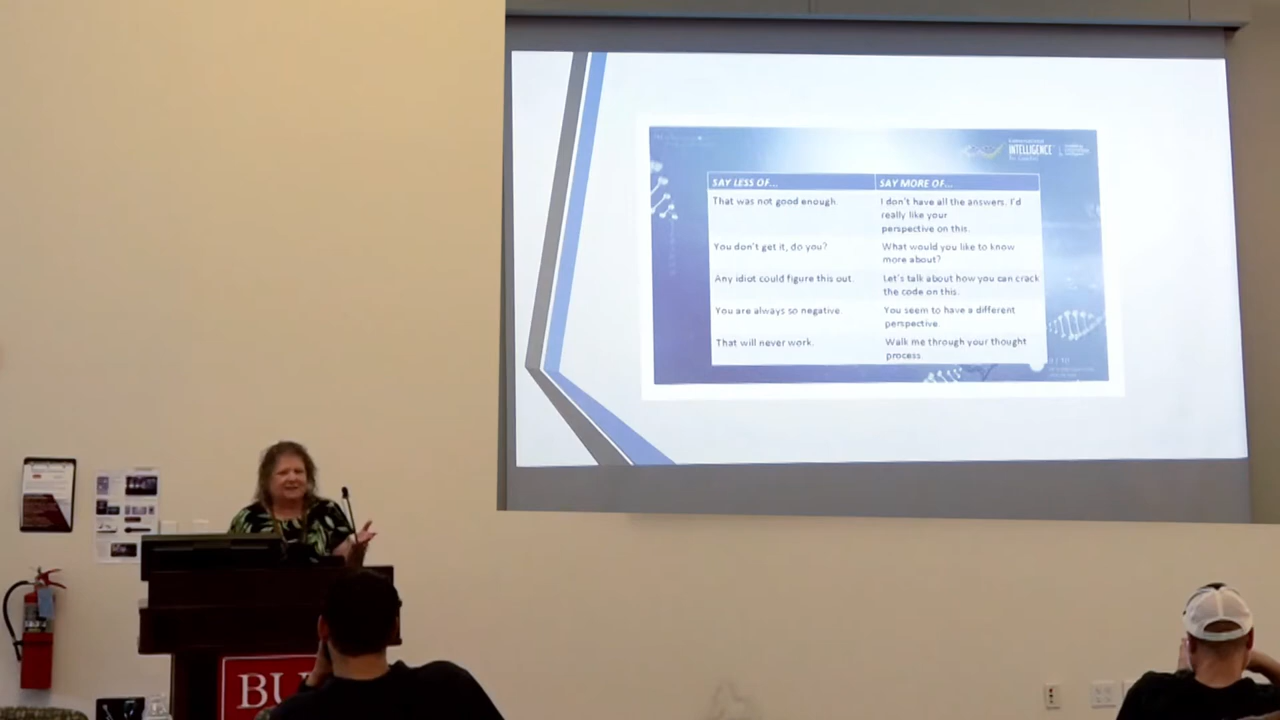 INTELLIGENCE
SAY LESS OF... SAY MORE OF...
That was not good enough. I don't have all the answers. I'd
really like your
perspective on this.
You don't get it, do you? What would you like to know
more about?
Any idiot could figure this out. Let's talk about how you can crack
the code on this.
You are always so negative. You seem to have a different
perspective.
That will never work. Walk me through your thought
process.
BU